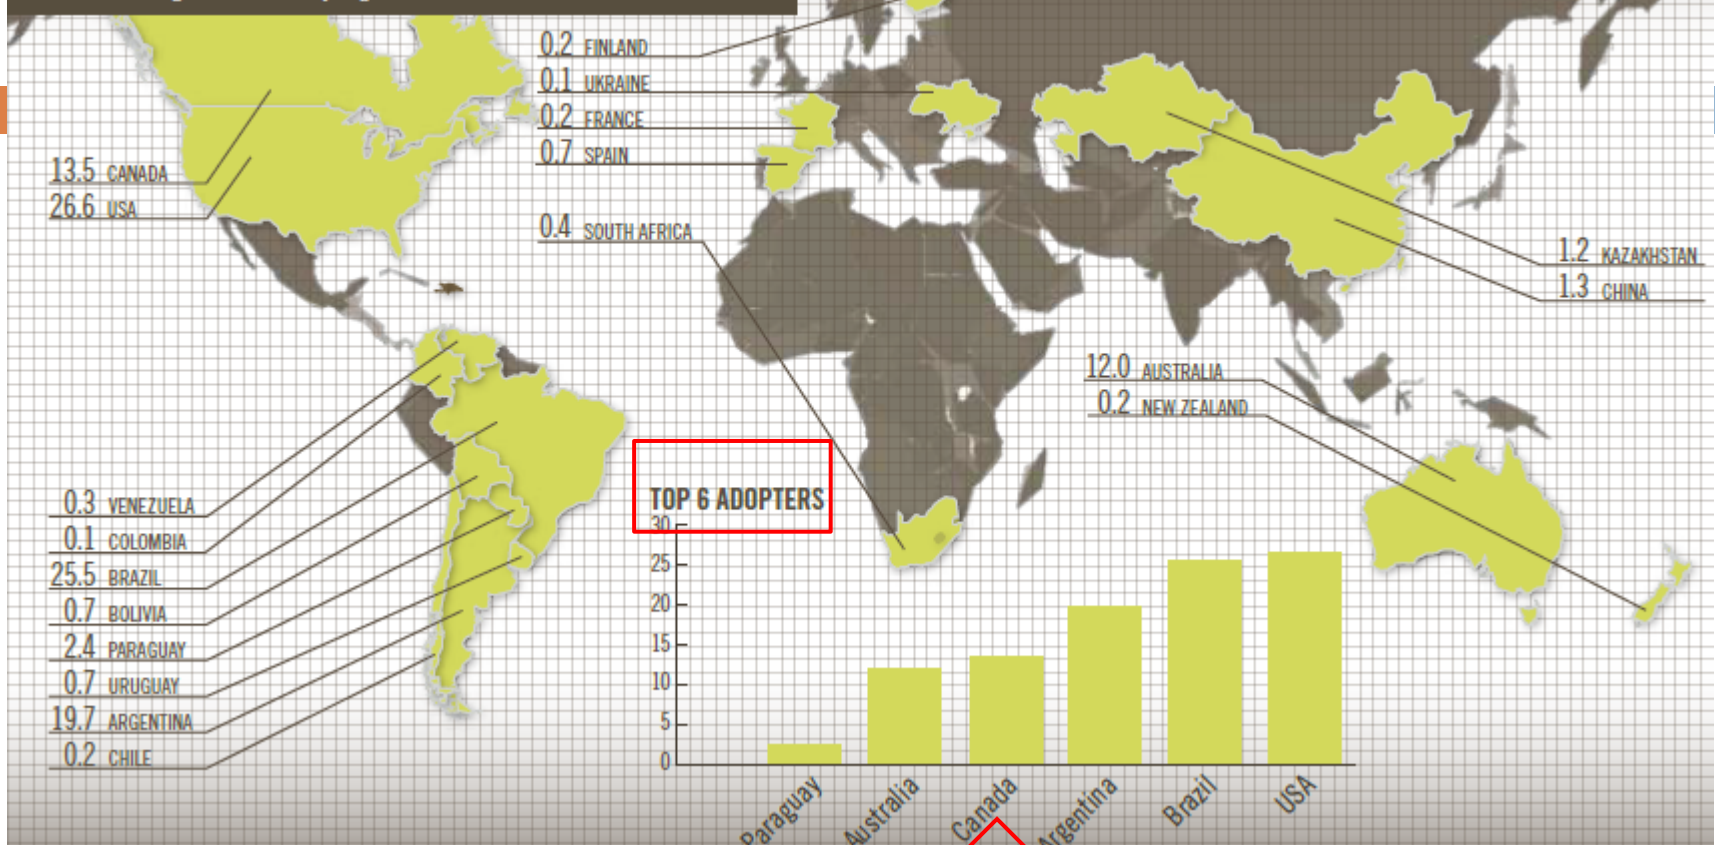 0.2 FINLAND
0.1 UKRAINE
0.2 FRANCE
0.7 SPAIN
13.5 CANADA
26.6 USA
0.4 SOUTH AFRICA
1.2 KAZAKHSTAN
1.3 CHINA
12.0 AUSTRALIA
0.2 NEW ZEALAND
0.3 VENEZUELA
0.1 COLOMBIA
25.5 BRAZIL
0.7 BOLIVIA
2.4 PARAGUAY
0.7 URUGUAY
19.7 ARGENTINA
0.2 CHILE
TOP 6 ADOPTERS
30
25
20
15
10
5
0
Paraguay
Australia
Canada
Argentina
Brazil
USA